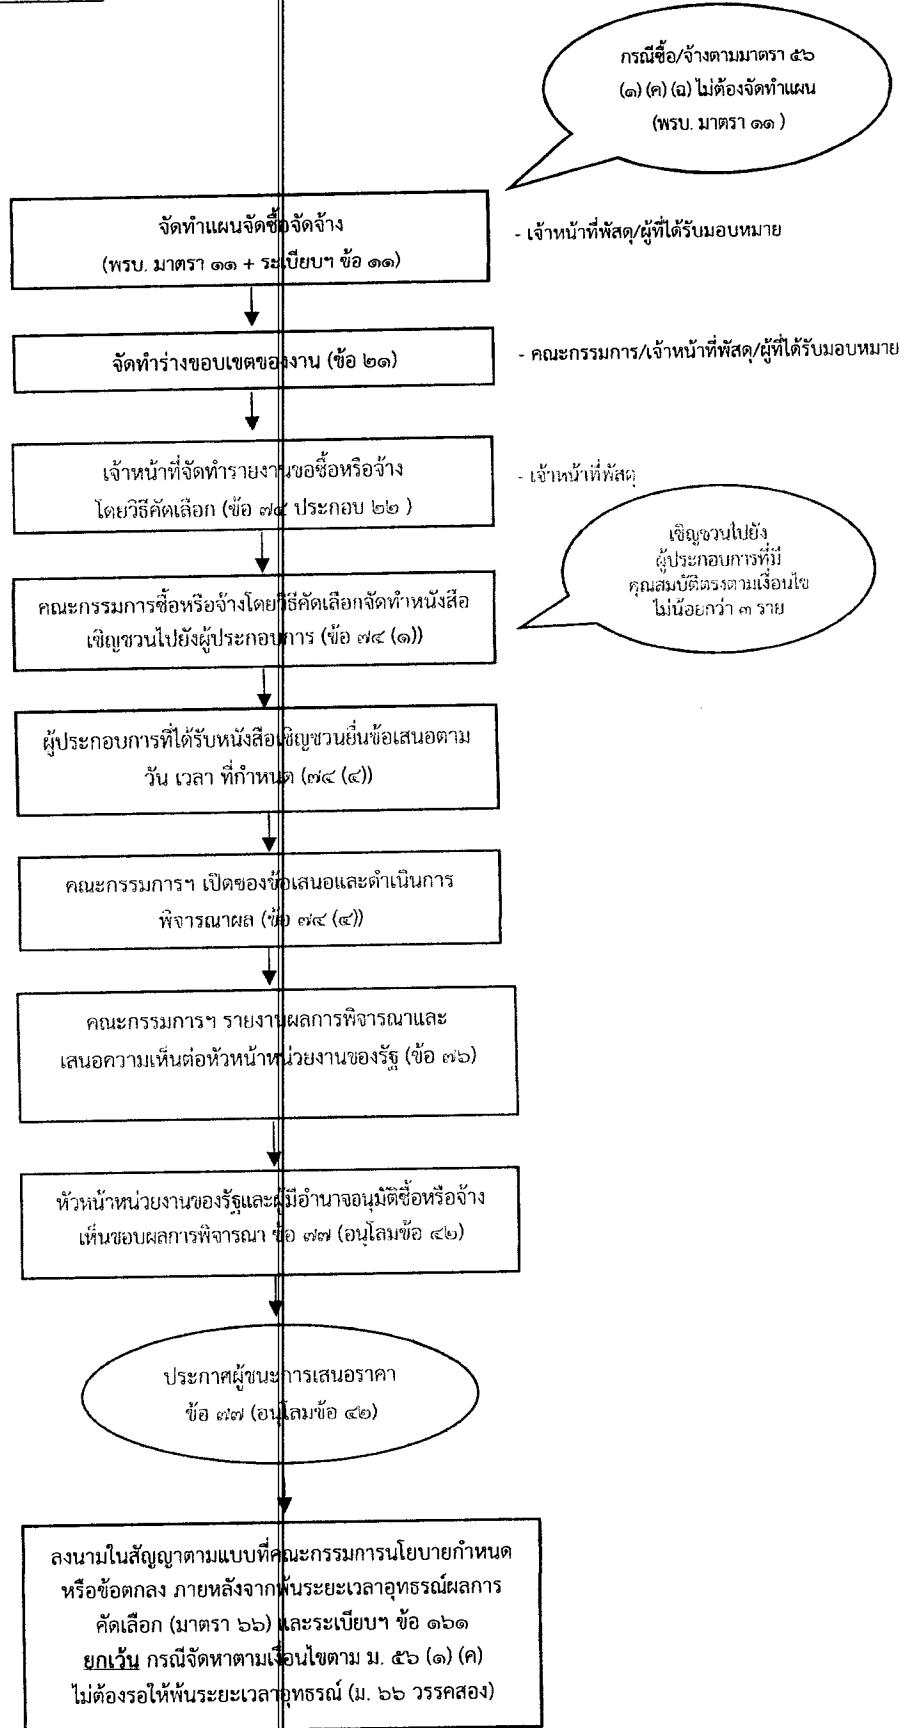 กรณีซื้อ/จ้างตามมาตรา ๕๖
(๑) (ค) (ฉ) ไม่ต้องจัดทำแผน
(พรบ. มาตรา ๑๑ )
จัดทำแผนจัดซื้อจัดจ้าง
(พรบ. มาตรา ๑๑ + ระเบียบฯ ข้อ ๑๑)
- เจ้าหน้าที่พัสดุ/ผู้ที่ได้รับมอบหมาย
จัดทำร่างขอบเขตของงาน (ข้อ ๒๑)
- คณะกรรมการ/เจ้าหน้าที่พัสดุ/ผู้ที่ได้รับมอบหมาย
เจ้าหน้าที่จัดทำรายงานขอซื้อหรือจ้าง
โดยวิธีคัดเลือก (ข้อ ๗๔ ประกอบ ๒๒ )
- เจ้าหน้าที่พัสดุ
เชิญชวนไปยัง
ผู้ประกอบการที่มี
คุณสมบัติตรงตามเงื่อนไข
ไม่น้อยกว่า ๓ ราย
คณะกรรมการซื้อหรือจ้างโดยวิธีคัดเลือกจัดทำหนังสือ
เชิญชวนไปยังผู้ประกอบการ (ข้อ ๗๔ (๑))
ผู้ประกอบการที่ได้รับหนังสือเชิญชวนยื่นข้อเสนอตาม
วัน เวลา ที่กำหนด (๗๔ (๔))
คณะกรรมการฯ เปิดซองข้อเสนอและดำเนินการ
พิจารณาผล (ข้อ ๗๔ (๔))
คณะกรรมการฯ รายงานผลการพิจารณาและ
เสนอความเห็นต่อหัวหน้าหน่วยงานของรัฐ (ข้อ ๗๖)
หัวหน้าหน่วยงานของรัฐและผู้มีอำนาจอนุมัติซื้อหรือจ้าง
เห็นชอบผลการพิจารณา ข้อ ๗๗ (อนุโลมข้อ ๔๒)
ประกาศผู้ชนะการเสนอราคา
ข้อ ๗๗ (อนุโลมข้อ ๔๒)
ลงนามในสัญญาตามแบบที่คณะกรรมการนโยบายกำหนด
หรือข้อตกลง ภายหลังจากพ้นระยะเวลาอุทธรณ์ผลการ
คัดเลือก (มาตรา ๖๖) และระเบียบฯ ข้อ ๑๖๑
ยกเว้น กรณีจัดหาตามเงื่อนไขตาม ม. ๕๖ (๑) (ค)
ไม่ต้องรอให้พ้นระยะเวลาอุทธรณ์ (ม. ๖๖ วรรคสอง)